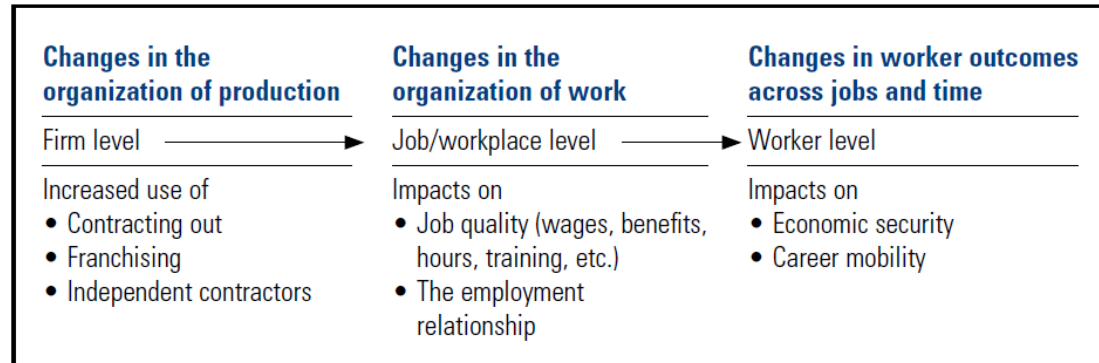 Changes in the
organization of production
Firm level
Increased use of
• Contracting out
• Franchising
• Independent contractors
Changes in the
organization of work
Job/workplace level
Impacts on
• Job quality (wages, benefits,
hours, training, etc.)
• The employment
relationship
Changes in worker outcomes
across jobs and time
Worker level
Impacts on
• Economic security
• Career mobility